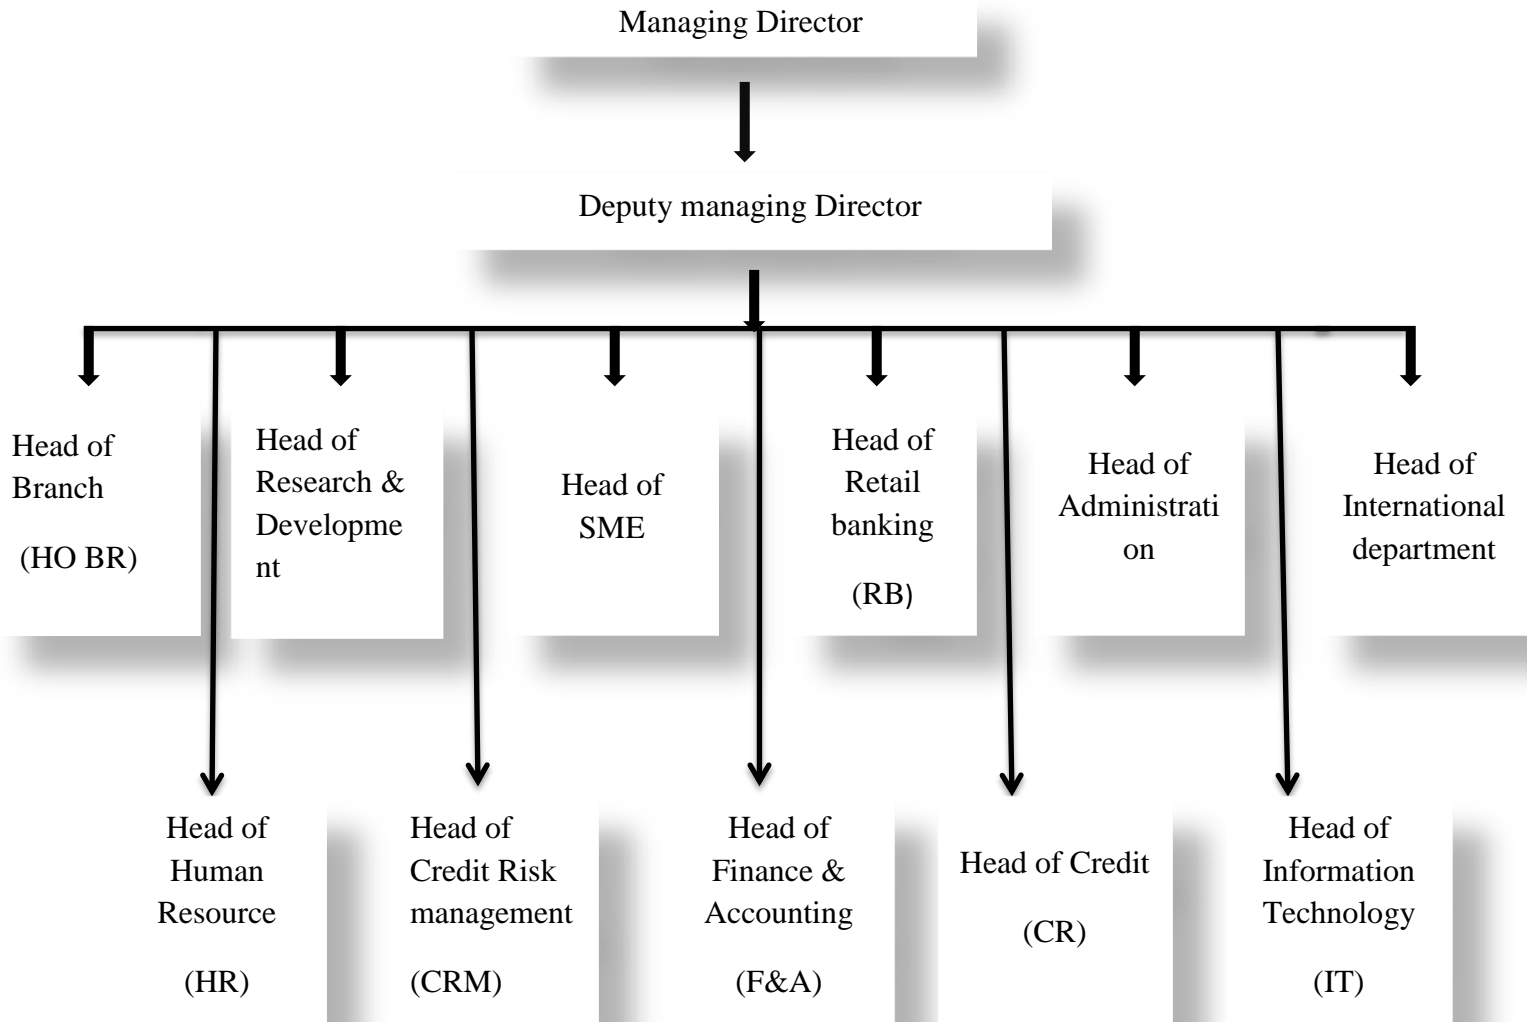 Managing Director
Deputy managing Director
Head of
Branch
(HO BR)
Head of
Research &
Developme
nt
Head of
SME
Head of
Retail
banking
(RB)
Head of
Administrati
on
Head of
International
department
Head of
Human
Resource
(HR)
Head of
Credit Risk
management
(CRM)
Head of
Finance &
Accounting
(F&A)
Head of Credit
(CR)
Head of
Information
Technology
(IT)